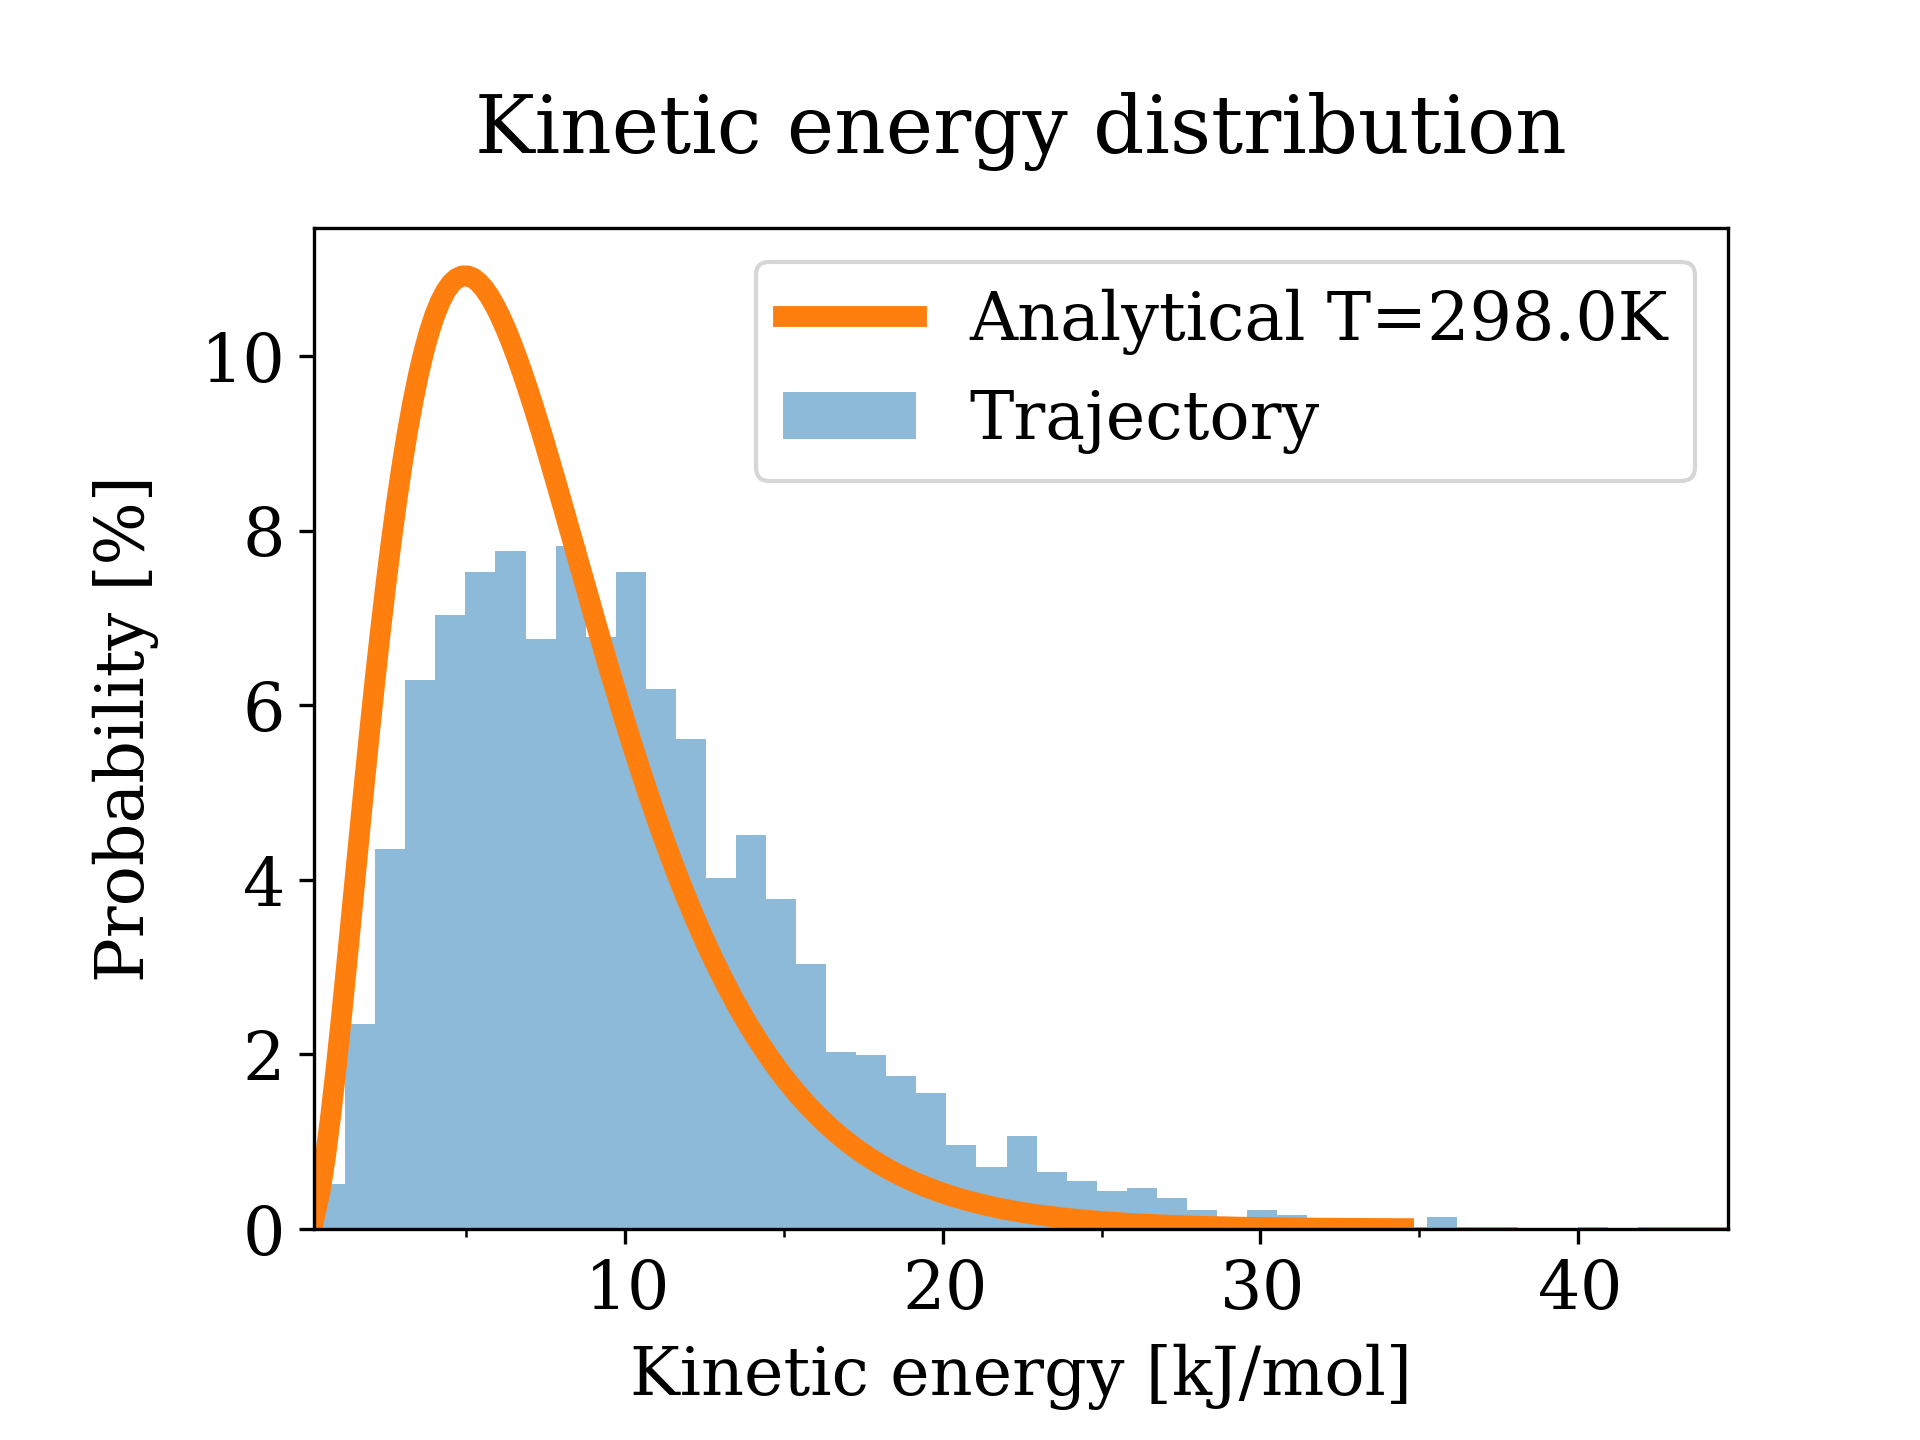 Kinetic energy distribution
Analytical T=298.0K
Trajectory
Probability [%]
10
8
6
4
2
0
10 20 30 40
Kinetic energy [kJ/mol]